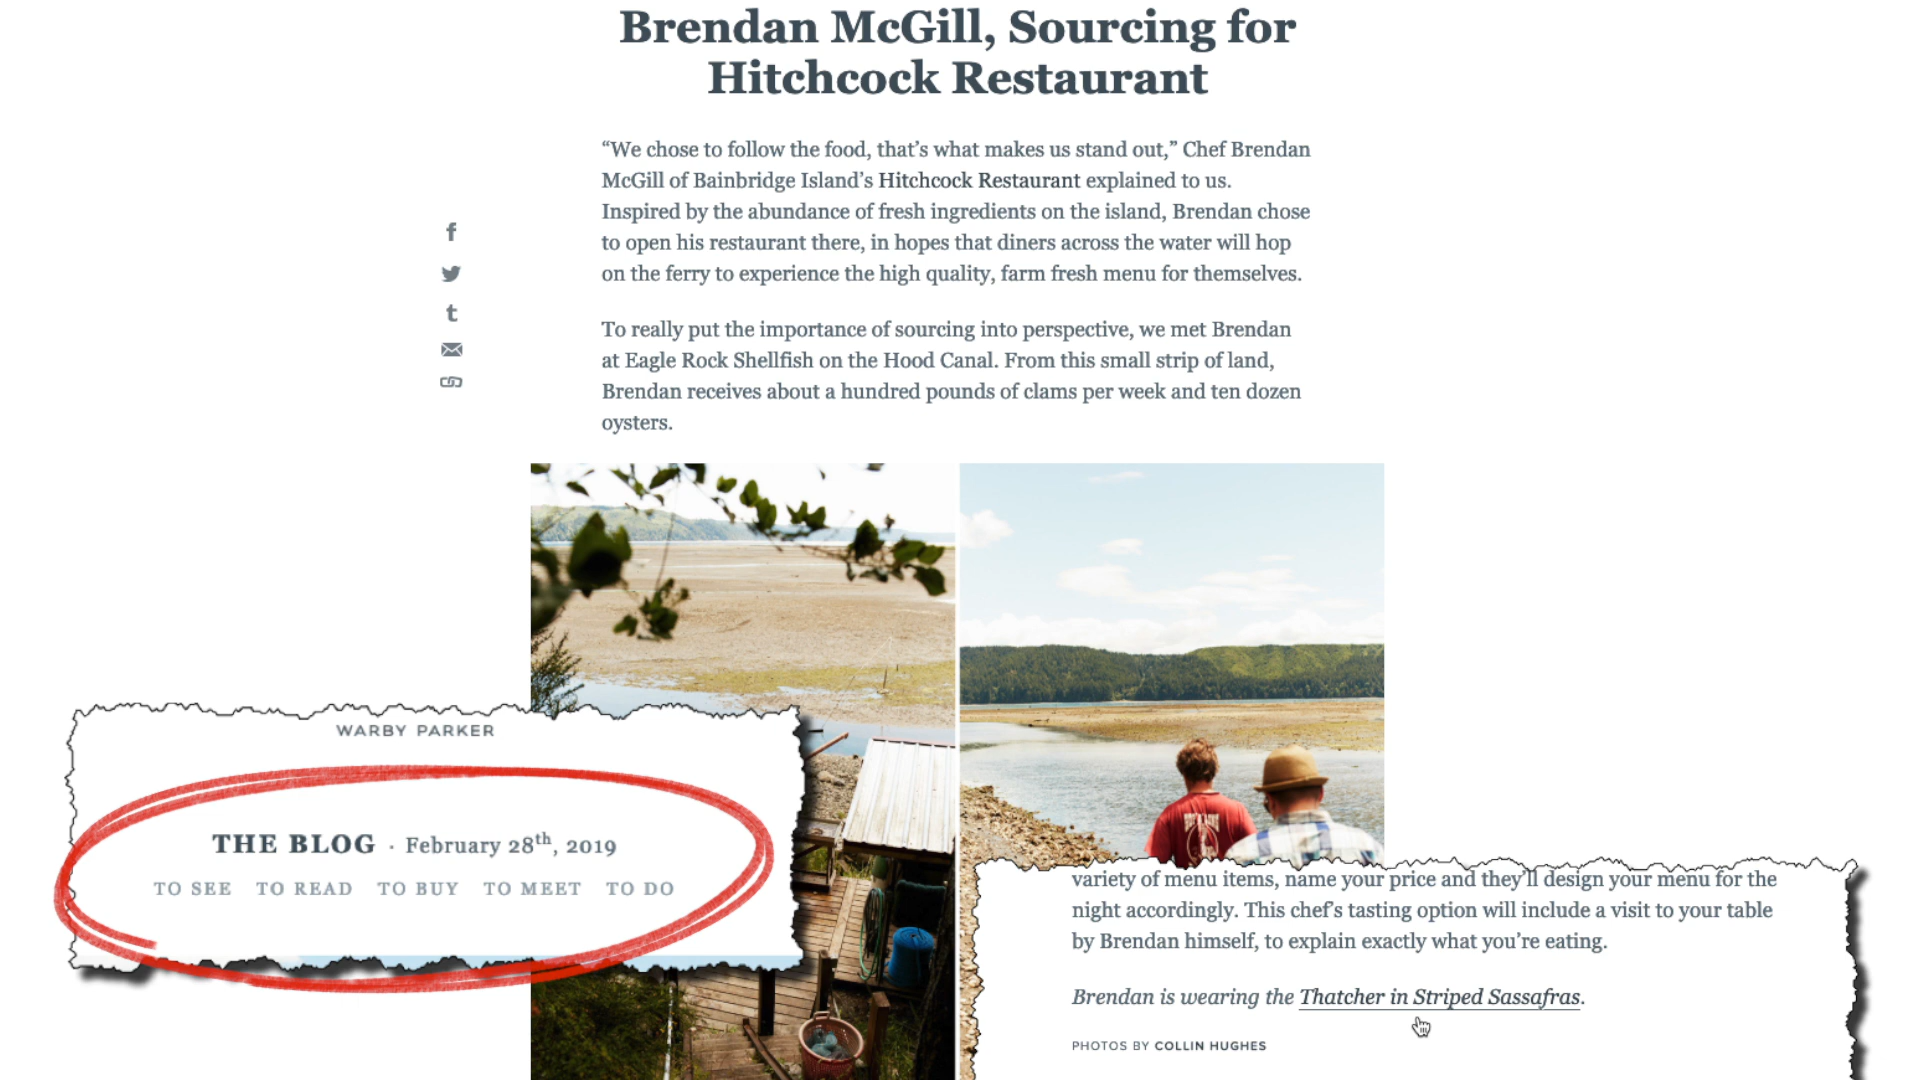 Brendan McGill, Sourcing for
Hitchcock Restaurant
“We chose to follow the food, that’s what makes us stand out,” Chef Brendan
McGill of Bainbridge Island’s Hitchcock Restaurant explained to us.
Inspired by the abundance of fresh ingredients on the island, Brendan chose
to open his restaurant there, in hopes that diners across the water will hop
on the ferry to experience the high quality, farm fresh menu for themselves.
To really put the importance of sourcing into perspective, we met Brendan
at Eagle Rock Shellfish on the Hood Canal. From this small strip of land,
Brendan receives about a hundred pounds of clams per week and ten dozen
oysters.
WARBY PARKER
THE BLOG · February 28th, 2019
TO SEE TO READ TO BUY TO MEET TO DO
variety of menu items, name your price and they’ll design your menu for the
night accordingly. This chef’s tasting option will include a visit to your table
by Brendan himself, to explain exactly what you’re eating.
Brendan is wearing the Thatcher in Striped Sassafras.
PHOTOS BY COLLIN HUGHES